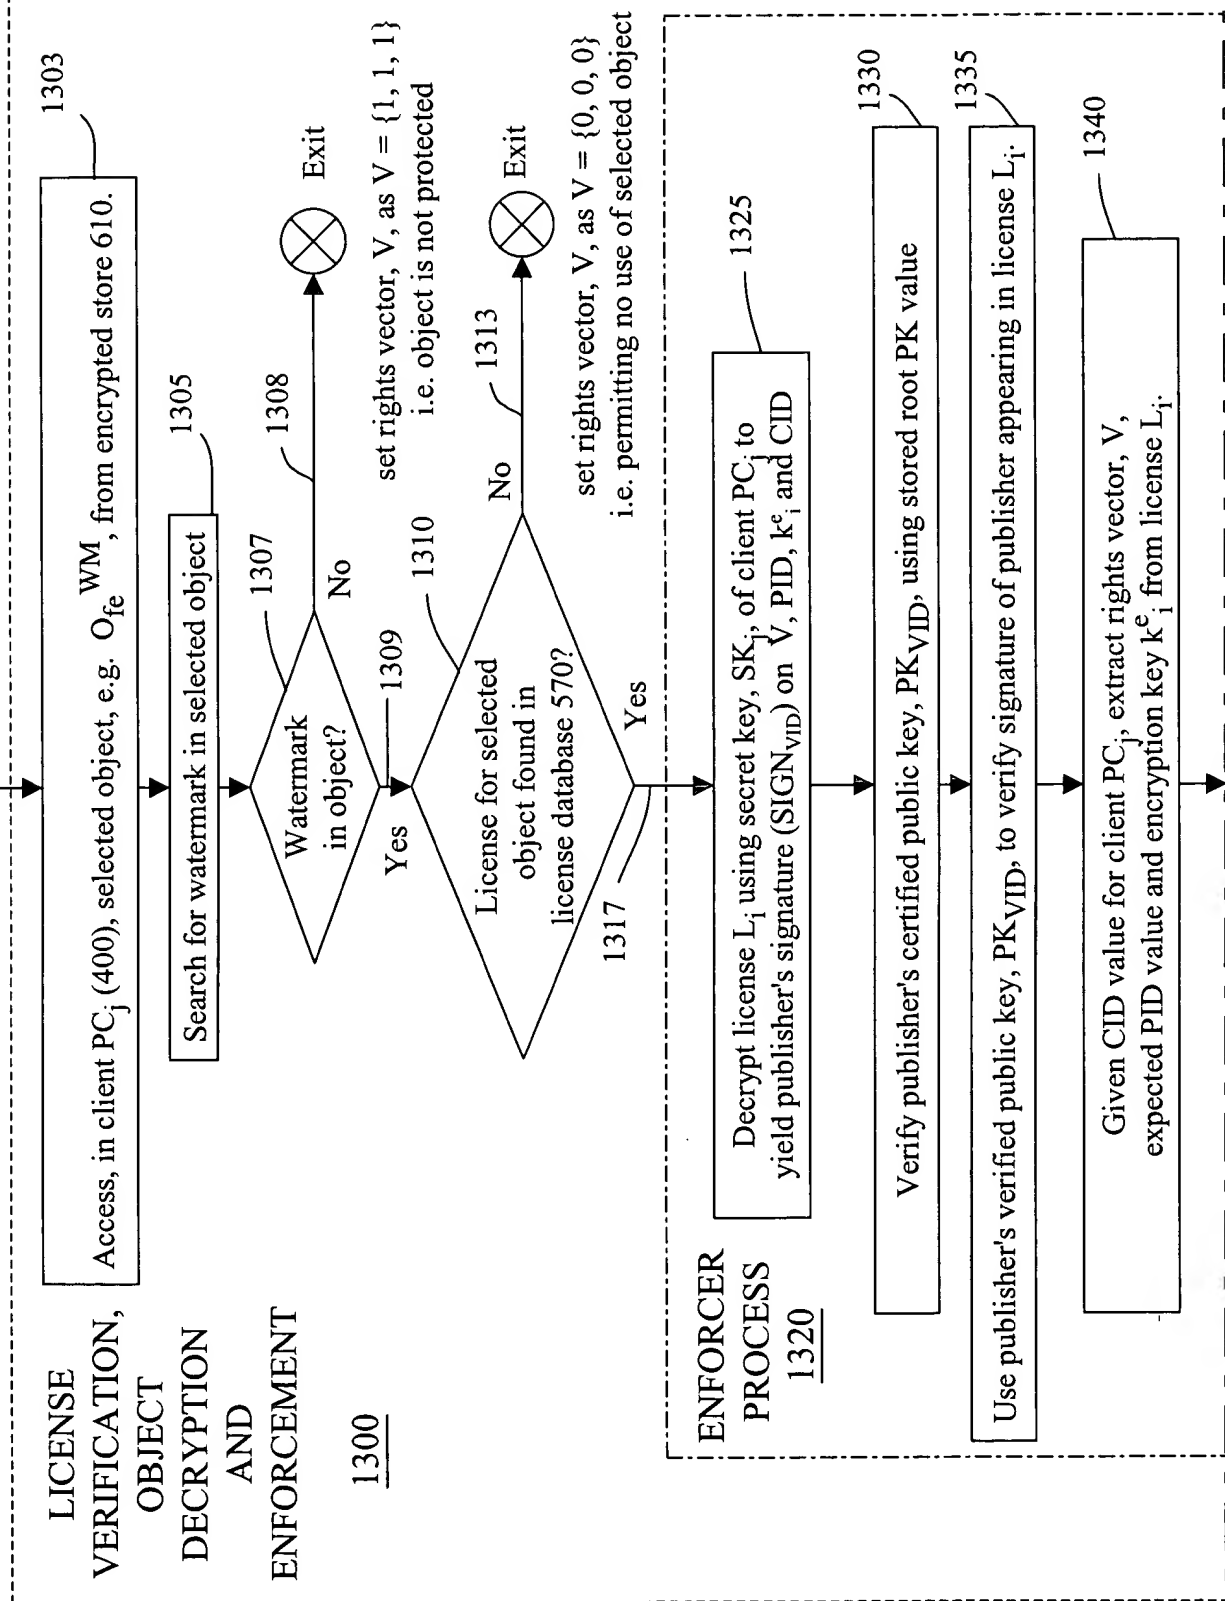 LICENSE
VERIFICATION,
OBJECT
DECRYPTION
AND
ENFORCEMENT
1300
1303
Access, in client PCj (400), selected object, e.g. Ofe^WM, from encrypted store 610.
1305
Search for watermark in selected object
1307
Watermark
in object?
No
1308
Exit
set rights vector, V, as V = {1, 1, 1}
i.e. object is not protected
Yes
1309
1310
License for selected
object found in
license database 570?
No
1313
Exit
set rights vector, V, as V = {0, 0, 0}
i.e. permitting no use of selected object
Yes
1317
ENFORCER
PROCESS
1320
1325
Decrypt license Li using secret key, SKj, of client PCj to
yield publisher's signature (SIGNVID) on V, PID, k^e_i and CID
1330
Verify publisher's certified public key, PKVID, using stored root PK value
1335
Use publisher's verified public key, PKVID, to verify signature of publisher appearing in license Li.
1340
Given CID value for client PCj, extract rights vector, V,
expected PID value and encryption key k^e_i from license Li.